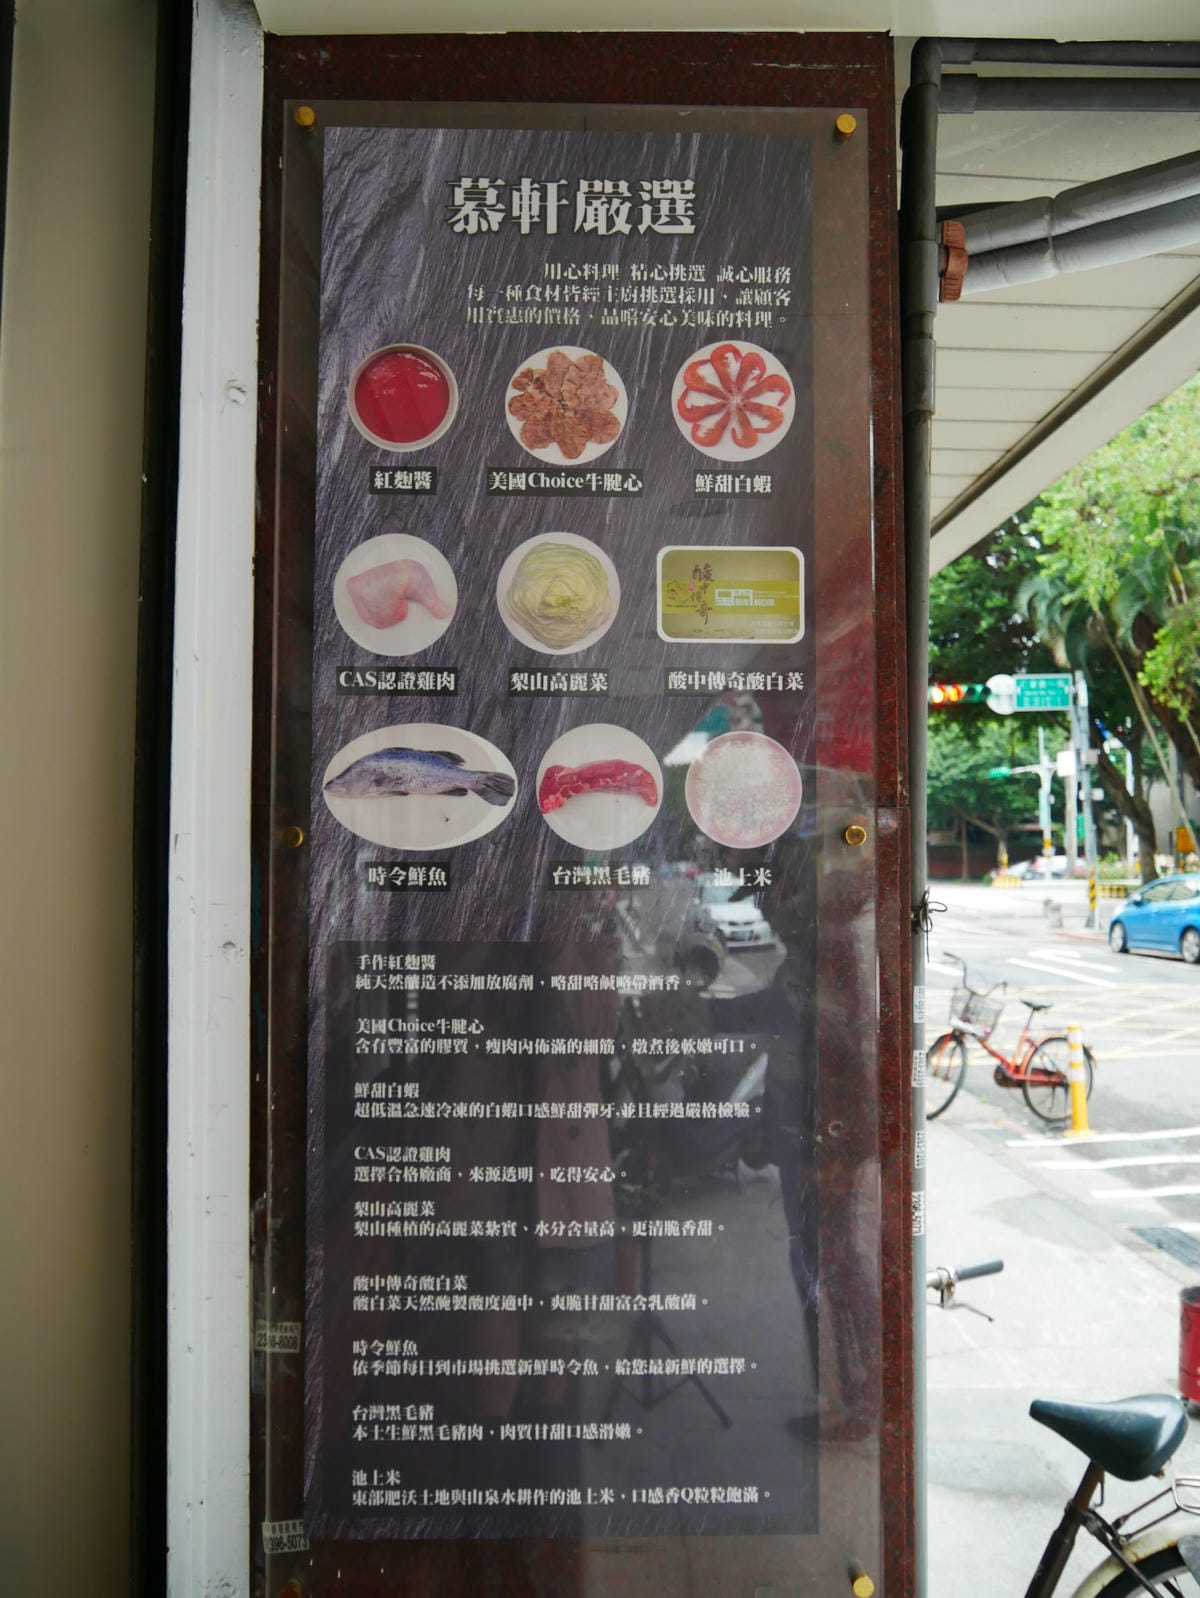 慕軒嚴選
用心料理 精心挑選 誠心服務
每一種食材皆經主廚挑選採用，讓顧客
用實惠的價格，品嚐安心美味的料理。
紅麴醬
美國Choice牛腱心
鮮甜白蝦
CAS認證雞肉
梨山高麗菜
酸中傳奇
酸中傳奇酸白菜
時令鮮魚
台灣黑毛豬
池上米
手作紅麴醬
純天然釀造不添加放腐劑，略甜略鹹略帶酒香。
美國Choice牛腱心
含有豐富的膠質，瘦肉內佈滿的細筋，燉煮後軟嫩可口。
鮮甜白蝦
超低溫急速冷凍的白蝦口感鮮甜彈牙,並且經過嚴格檢驗。
CAS認證雞肉
選擇合格廠商，來源透明，吃得安心。
梨山高麗菜
梨山種植的高麗菜紮實、水分含量高，更清脆香甜。
酸中傳奇酸白菜
酸白菜天然醃製酸度適中，爽脆甘甜富含乳酸菌。
時令鮮魚
依季節每日到市場挑選新鮮時令魚，給您最新鮮的選擇。
台灣黑毛豬
本土生鮮黑毛豬肉，肉質甘甜口感滑嫩。
池上米
東部肥沃土地與山泉水耕作的池上米，口感香Q粒粒飽滿。